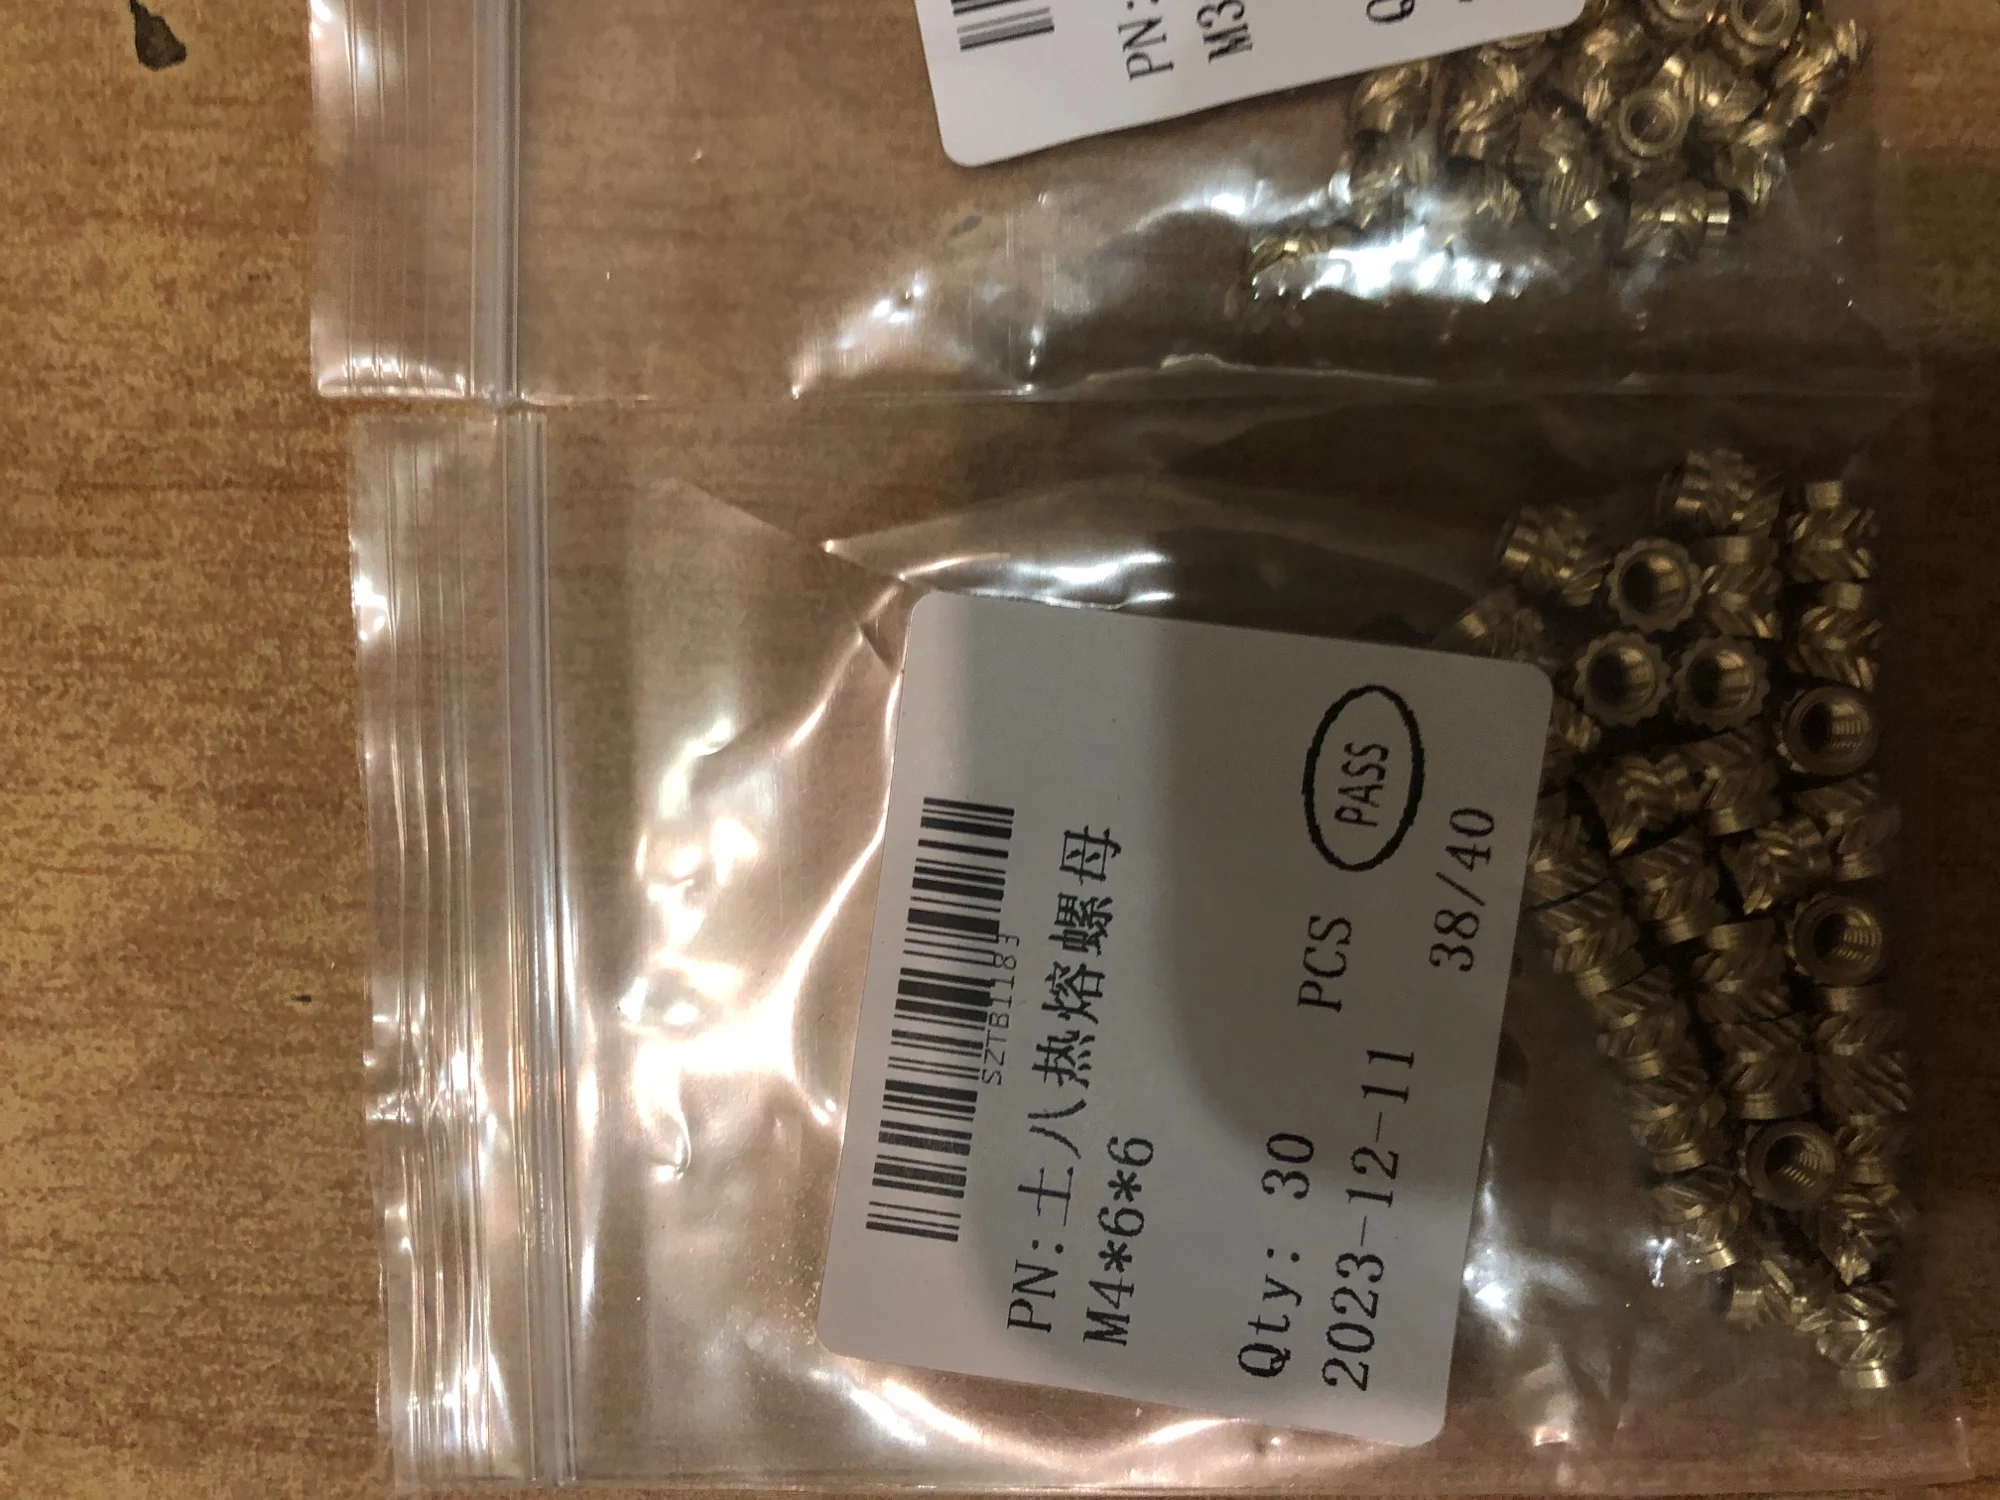 PN:
M3
Q
SZTB1183
PN:土八热熔螺母
M4*6*6
Qty: 30 PCS PASS
2023-12-11 38/40